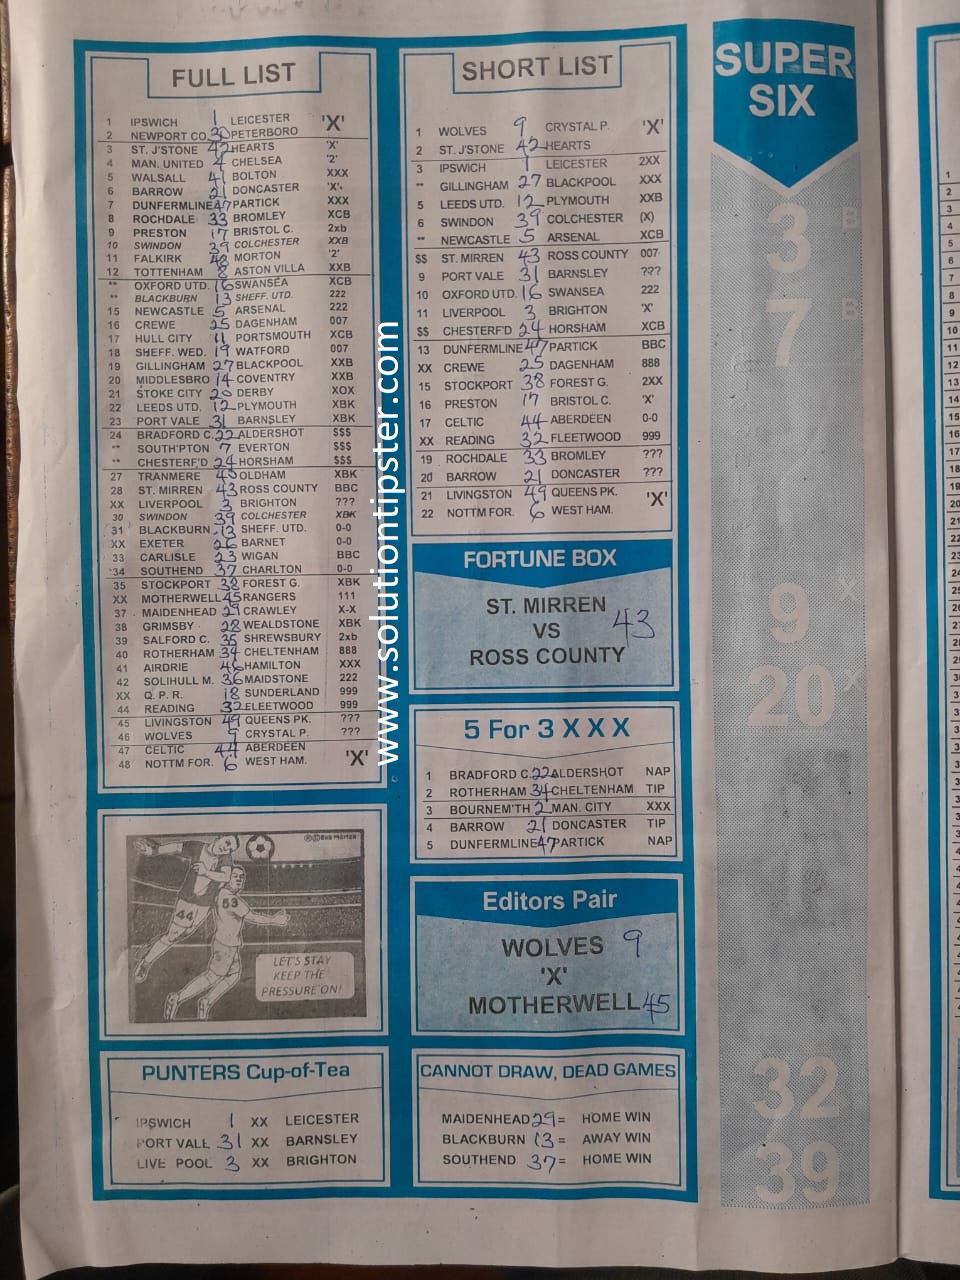 FULL LIST
1 IPSWICH 1 LEICESTER 'X'
2 NEWPORT CO. 30 PETERBORO
3 ST. J'STONE 42 HEARTS 'X'
4 MAN. UNITED 4 CHELSEA '2'
5 WALSALL 41 BOLTON XXX
6 BARROW 21 DONCASTER 'X'
7 DUNFERMLINE 47 PARTICK XXX
8 ROCHDALE 33 BROMLEY XCB
9 PRESTON 17 BRISTOL C. 2xb
10 SWINDON 39 COLCHESTER XXB
11 FALKIRK MORTON '2'
12 TOTTENHAM 8 ASTON VILLA XXB
** OXFORD UTD. 16 SWANSEA XCB
** BLACKBURN 13 SHEFF. UTD. 222
15 NEWCASTLE 5 ARSENAL 222
16 CREWE 25 DAGENHAM 007
17 HULL CITY 11 PORTSMOUTH XCB
18 SHEFF. WED. 19 WATFORD 007
19 GILLINGHAM 27 BLACKPOOL XXB
20 MIDDLESBRO 14 COVENTRY XXB
21 STOKE CITY 20 DERBY XOX
22 LEEDS UTD. 12 PLYMOUTH XBK
23 PORT VALE 31 BARNSLEY XBK
24 BRADFORD C. 22 ALDERSHOT $$$
** SOUTH'PTON 7 EVERTON $$$
** CHESTERF'D 24 HORSHAM $$$
27 TRANMERE 40 OLDHAM XBK
28 ST. MIRREN 43 ROSS COUNTY BBC
XX LIVERPOOL 3 BRIGHTON ???
30 SWINDON 39 COLCHESTER XBK
31 BLACKBURN 13 SHEFF. UTD. 0-0
XX EXETER 26 BARNET 0-0
33 CARLISLE 23 WIGAN BBC
34 SOUTHEND 37 CHARLTON 0-0
35 STOCKPORT 38 FOREST G. XBK
XX MOTHERWELL 45 RANGERS 111
37 MAIDENHEAD 29 CRAWLEY X-X
38 GRIMSBY 28 WEALDSTONE XBK
39 SALFORD C. 35 SHREWSBURY 2xb
40 ROTHERHAM 34 CHELTENHAM 888
41 AIRDRIE 46 HAMILTON XXX
42 SOLIHULL M. 36 MAIDSTONE 222
XX Q. P. R. 18 SUNDERLAND 999
44 READING 32 FLEETWOOD 999
45 LIVINGSTON 49 QUEENS PK. ???
46 WOLVES 9 CRYSTAL P. ???
47 CELTIC 44 ABERDEEN 'X'
48 NOTTM FOR. 6 WEST HAM.
44
63
LET'S STAY
KEEP THE
PRESSURE ON!
PUNTERS Cup-of-Tea
IPSWICH 1 XX LEICESTER
PORT VALE 31 XX BARNSLEY
LIVE POOL 3 XX BRIGHTON
SHORT LIST
1 WOLVES 9 CRYSTAL P. 'X'
2 ST. J'STONE 42 HEARTS
3 IPSWICH 1 LEICESTER 2XX
** GILLINGHAM 27 BLACKPOOL XXX
5 LEEDS UTD. 12 PLYMOUTH XXB
6 SWINDON 39 COLCHESTER (X)
** NEWCASTLE 5 ARSENAL XCB
$$ ST. MIRREN 43 ROSS COUNTY 007
9 PORT VALE 31 BARNSLEY ???
10 OXFORD UTD. 16 SWANSEA 222
11 LIVERPOOL 3 BRIGHTON 'X'
$$ CHESTERF'D 24 HORSHAM XCB
13 DUNFERMLINE 47 PARTICK BBC
XX CREWE 25 DAGENHAM 888
15 STOCKPORT 38 FOREST G. 2XX
16 PRESTON 17 BRISTOL C. 'X'
17 CELTIC 44 ABERDEEN 0-0
XX READING 32 FLEETWOOD 999
19 ROCHDALE 33 BROMLEY ???
20 BARROW 21 DONCASTER ???
21 LIVINGSTON 49 QUEENS PK. 'X'
22 NOTTM FOR. 6 WEST HAM.
FORTUNE BOX
ST. MIRREN
VS 43
ROSS COUNTY
5 For 3 X X X
1 BRADFORD C. 22 ALDERSHOT NAP
2 ROTHERHAM 34 CHELTENHAM TIP
3 BOURNEM'TH 2 MAN. CITY XXX
4 BARROW 21 DONCASTER TIP
5 DUNFERMLINE 47 PARTICK NAP
Editors Pair
WOLVES 9
'X'
MOTHERWELL 45
CANNOT DRAW, DEAD GAMES
MAIDENHEAD 29 = HOME WIN
BLACKBURN 13 = AWAY WIN
SOUTHEND 37 = HOME WIN
SUPER
SIX
3 B
7 B
9 X
20 X
32
39
www.solutiontipster.com